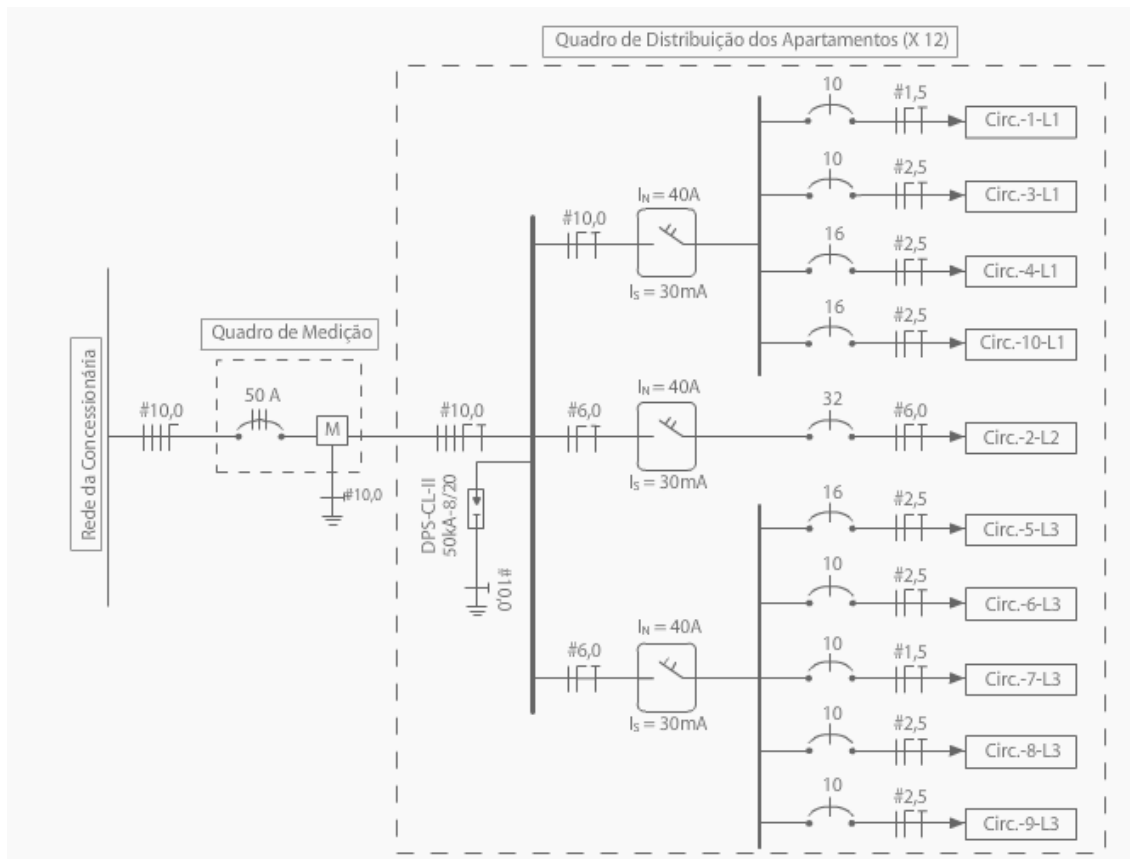 Quadro de Distribuição dos Apartamentos (X 12)
10
#1,5
Circ.-1-L1
10
#2,5
Circ.-3-L1
I_N = 40A
#10,0
I_S = 30mA
16
#2,5
Circ.-4-L1
16
#2,5
Circ.-10-L1
Quadro de Medição
Rede da Concessionária
#10,0
50 A
M
#10,0
#10,0
DPS-CL-II
50kA-8/20
#10,0
I_N = 40A
#6,0
I_S = 30mA
32
#6,0
Circ.-2-L2
16
#2,5
Circ.-5-L3
10
#2,5
Circ.-6-L3
I_N = 40A
#6,0
I_S = 30mA
10
#1,5
Circ.-7-L3
10
#2,5
Circ.-8-L3
10
#2,5
Circ.-9-L3